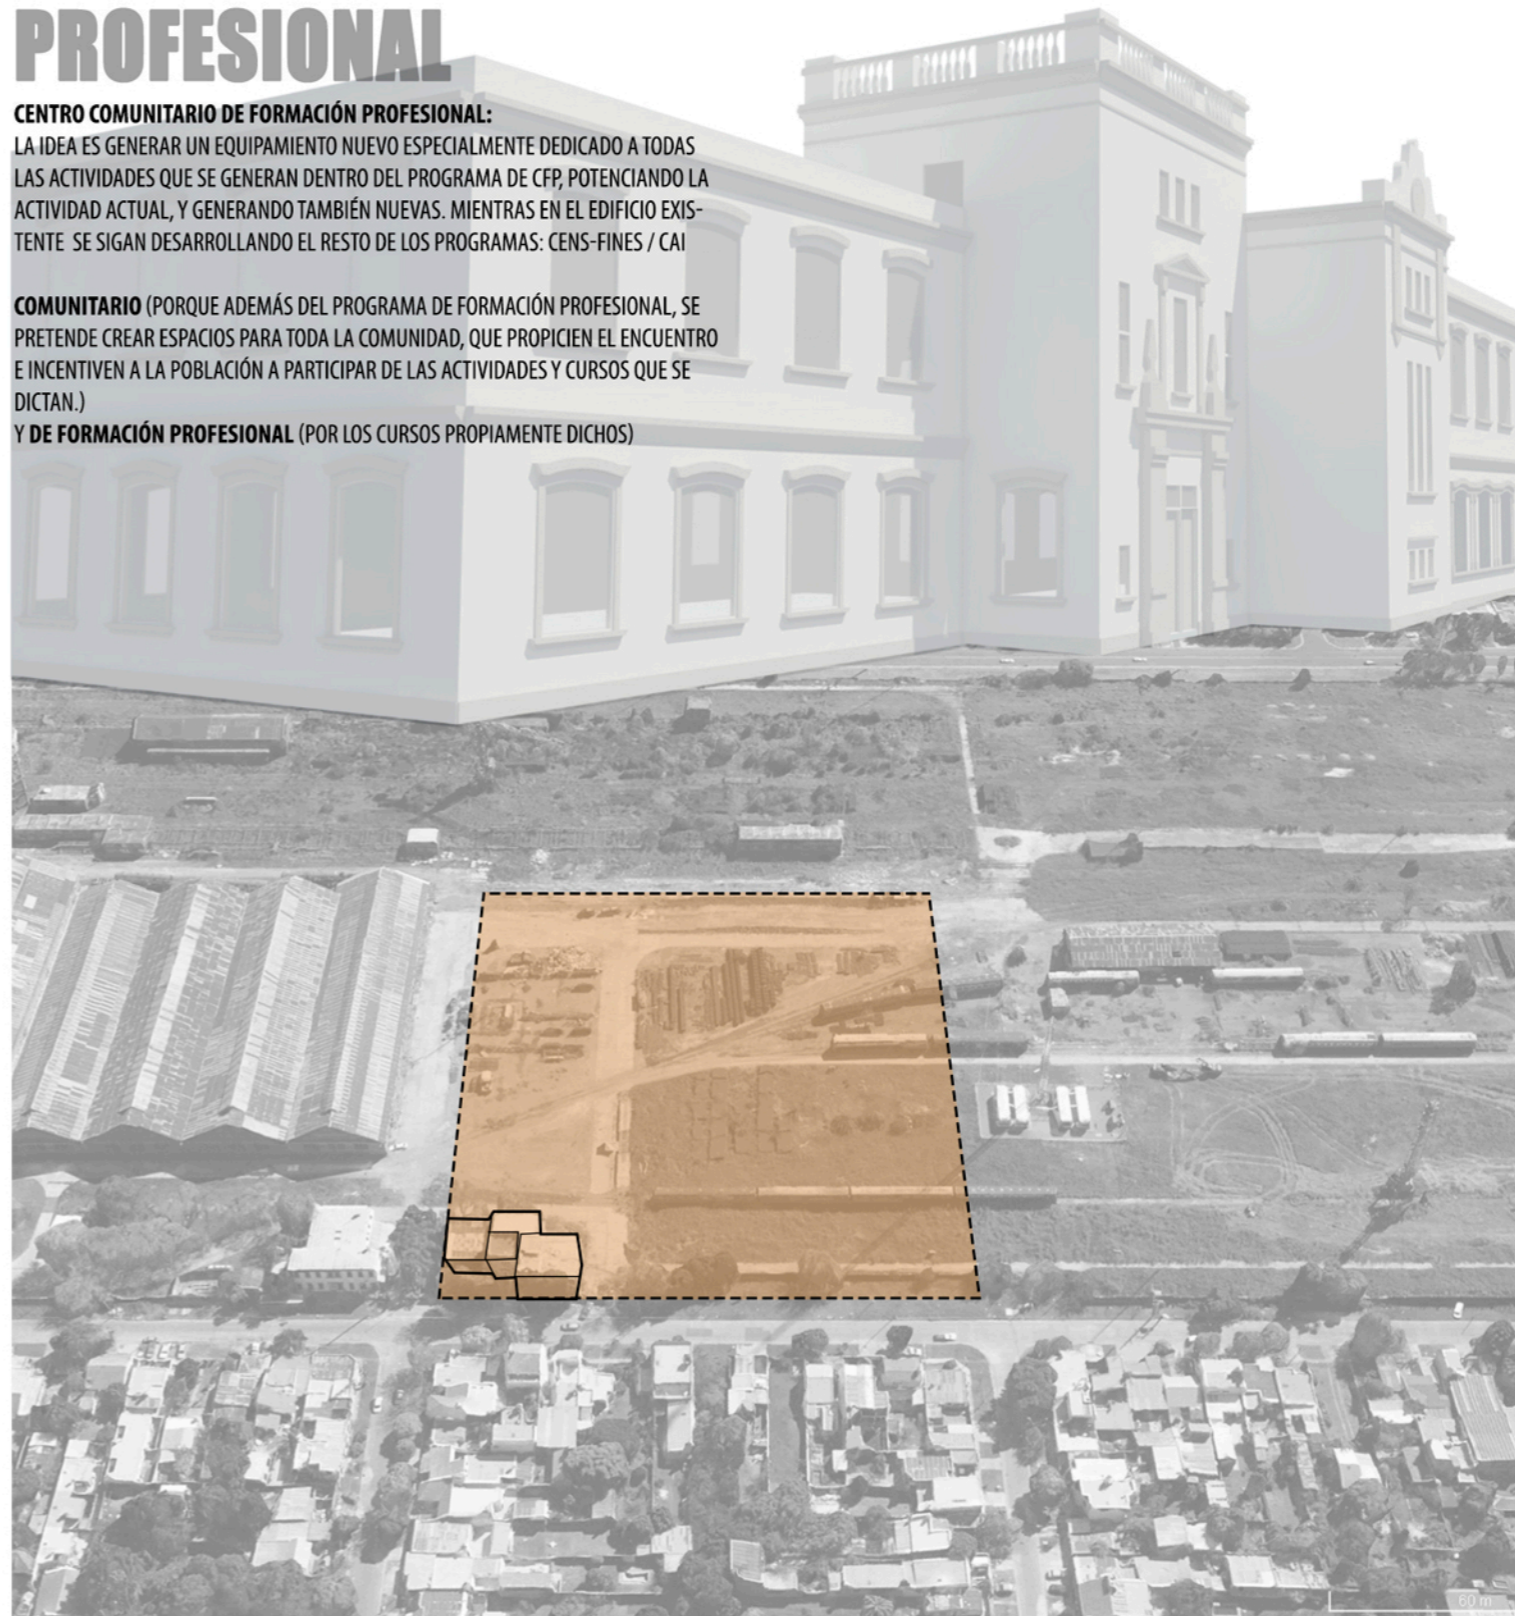 PROFESIONAL
CENTRO COMUNITARIO DE FORMACIÓN PROFESIONAL:
LA IDEA ES GENERAR UN EQUIPAMIENTO NUEVO ESPECIALMENTE DEDICADO A TODAS
LAS ACTIVIDADES QUE SE GENERAN DENTRO DEL PROGRAMA DE CFP, POTENCIANDO LA
ACTIVIDAD ACTUAL, Y GENERANDO TAMBIÉN NUEVAS. MIENTRAS EN EL EDIFICIO EXIS-
TENTE SE SIGAN DESARROLLANDO EL RESTO DE LOS PROGRAMAS: CENS-FINES / CAI
COMUNITARIO (PORQUE ADEMÁS DEL PROGRAMA DE FORMACIÓN PROFESIONAL, SE
PRETENDE CREAR ESPACIOS PARA TODA LA COMUNIDAD, QUE PROPICIEN EL ENCUENTRO
E INCENTIVEN A LA POBLACIÓN A PARTICIPAR DE LAS ACTIVIDADES Y CURSOS QUE SE
DICTAN.)
Y DE FORMACIÓN PROFESIONAL (POR LOS CURSOS PROPIAMENTE DICHOS)
60 m